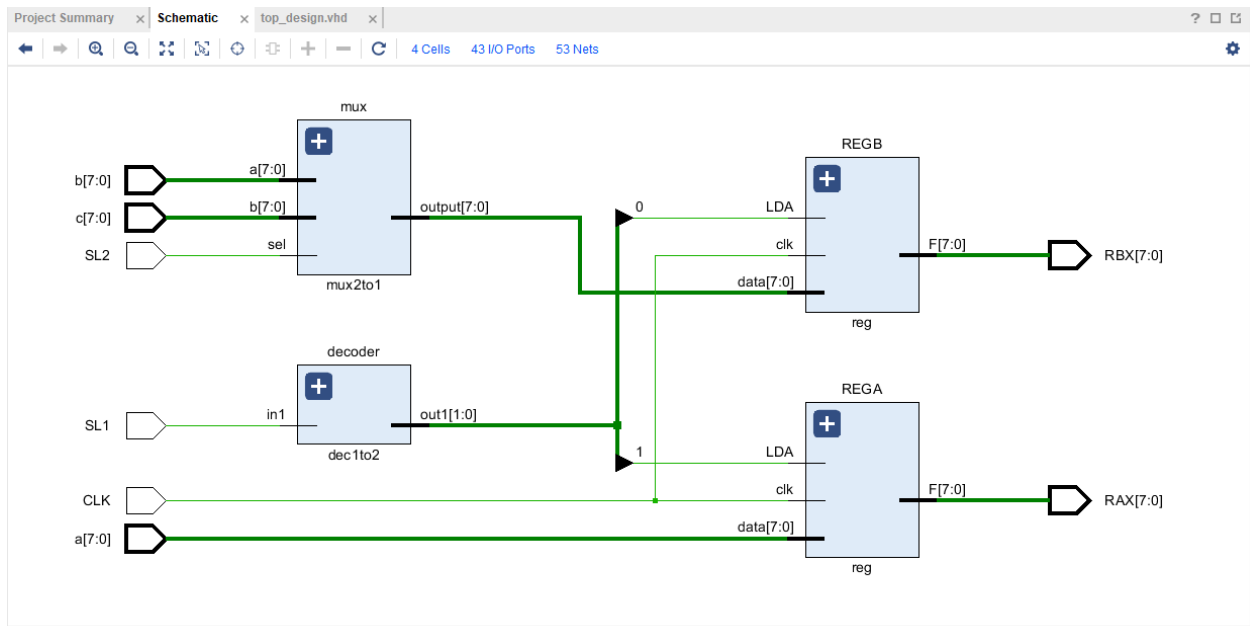 Project Summary × Schematic × top_design.vhd ×
?
4 Cells 43 I/O Ports 53 Nets
mux
REGB
b[7:0] a[7:0]
output[7:0] 0 LDA
c[7:0] b[7:0]
SL2 sel
clk F[7:0] RBX[7:0]
mux2to1 data[7:0]
reg
decoder
REGA
SL1 in1 out1[1:0]
dec1to2 1 LDA
CLK clk F[7:0] RAX[7:0]
a[7:0] data[7:0]
reg